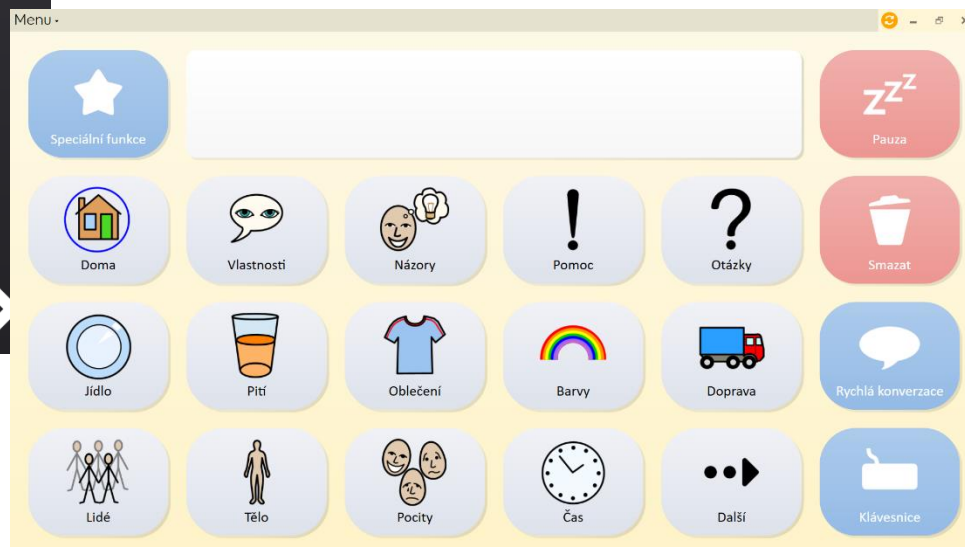 Menu
Speciální funkce
zzz
Pauza
Doma
Vlastnosti
Názory
Pomoc
Otázky
Smazat
Jídlo
Pití
Oblečení
Barvy
Doprava
Rychlá konverzace
Lidé
Tělo
Pocity
Čas
Další
Klávesnice